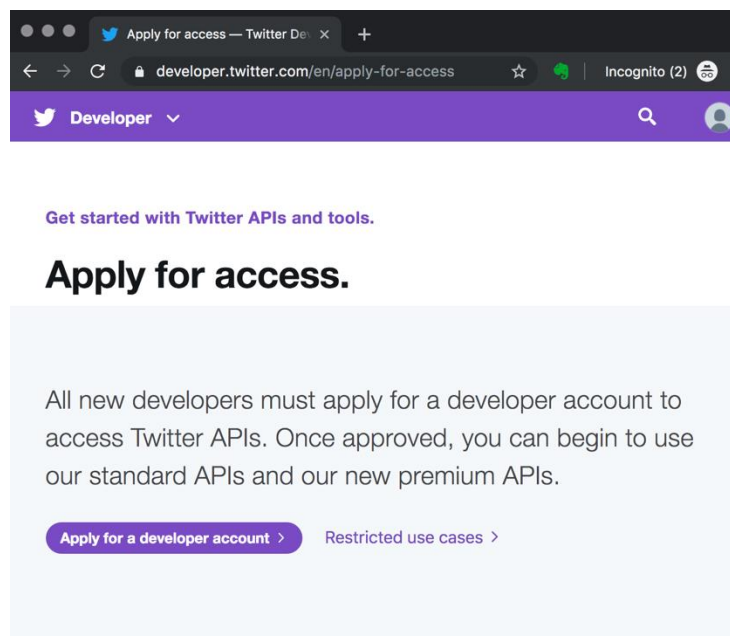 Apply for access — Twitter De
developer.twitter.com/en/apply-for-access
Incognito (2)
Developer
Get started with Twitter APIs and tools.
Apply for access.
All new developers must apply for a developer account to
access Twitter APIs. Once approved, you can begin to use
our standard APIs and our new premium APIs.
Apply for a developer account
Restricted use cases